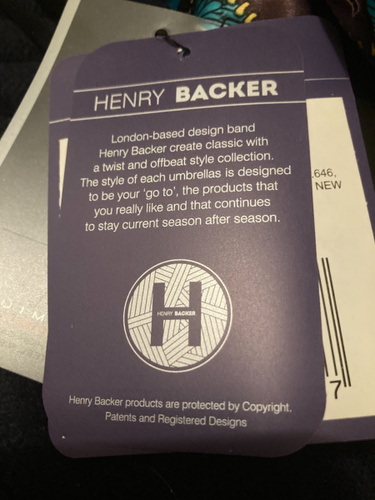 HENRY BACKER
London-based design band
Henry Backer create classic with
a twist and offbeat style collection.
The style of each umbrellas is designed
to be your 'go to', the products that
you really like and that continues
to stay current season after season.
H
HENRY BACKER
Henry Backer products are protected by Copyright.
Patents and Registered Designs
.646,
NEW
7